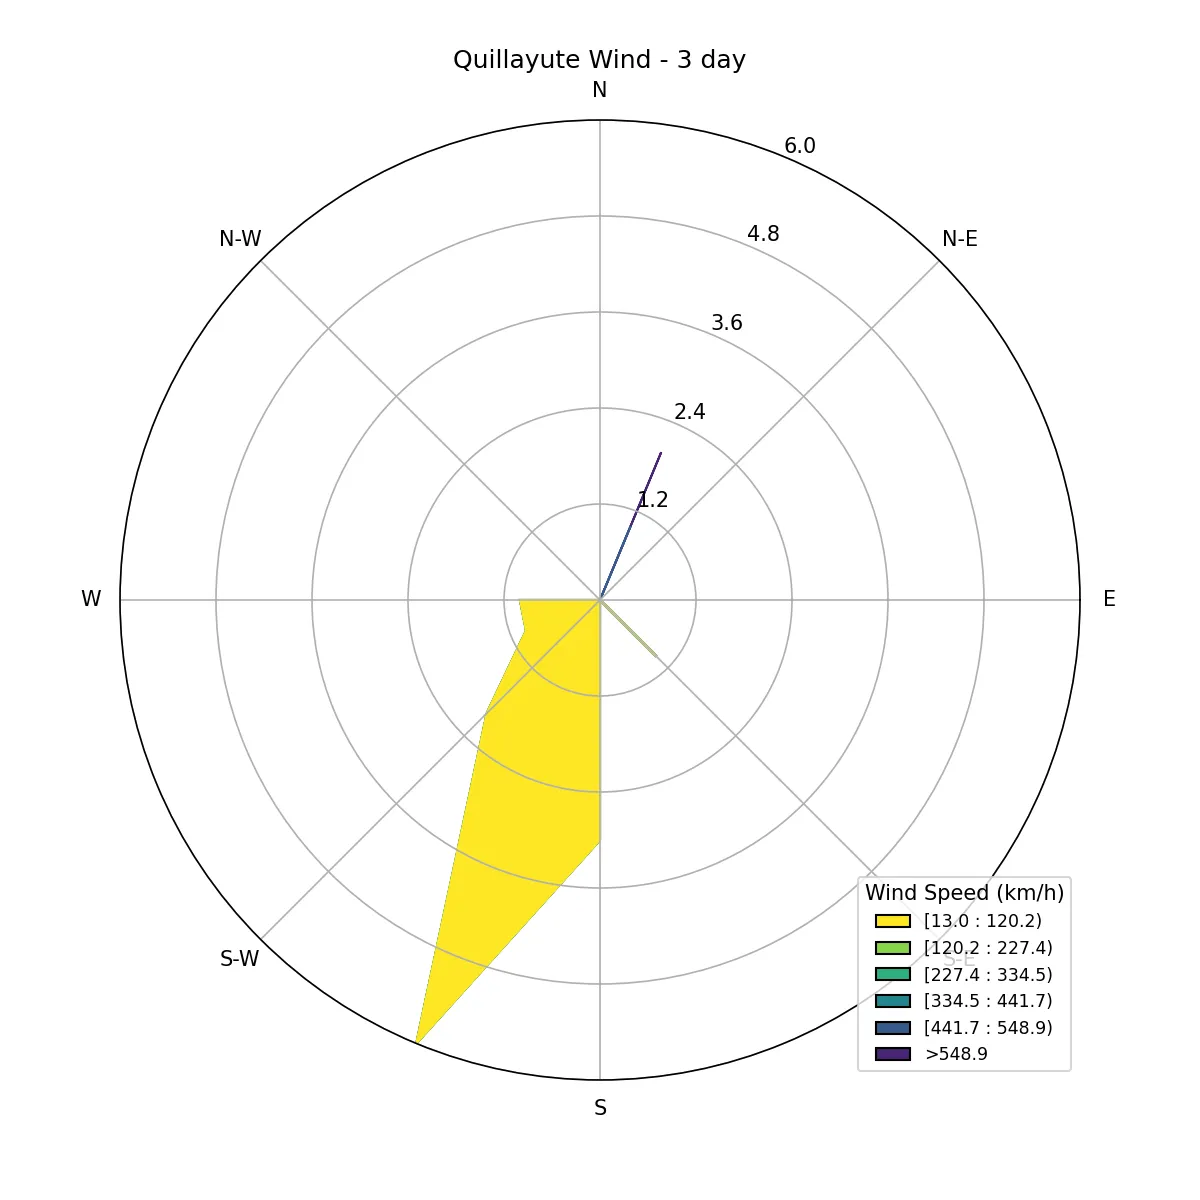 Quillayute Wind - 3 day
N
6.0
N-W
4.8
N-E
3.6
2.4
1.2
W
E
S-W
S-E
S
Wind Speed (km/h)
[13.0 : 120.2)
[120.2 : 227.4)
[227.4 : 334.5)
[334.5 : 441.7)
[441.7 : 548.9)
>548.9